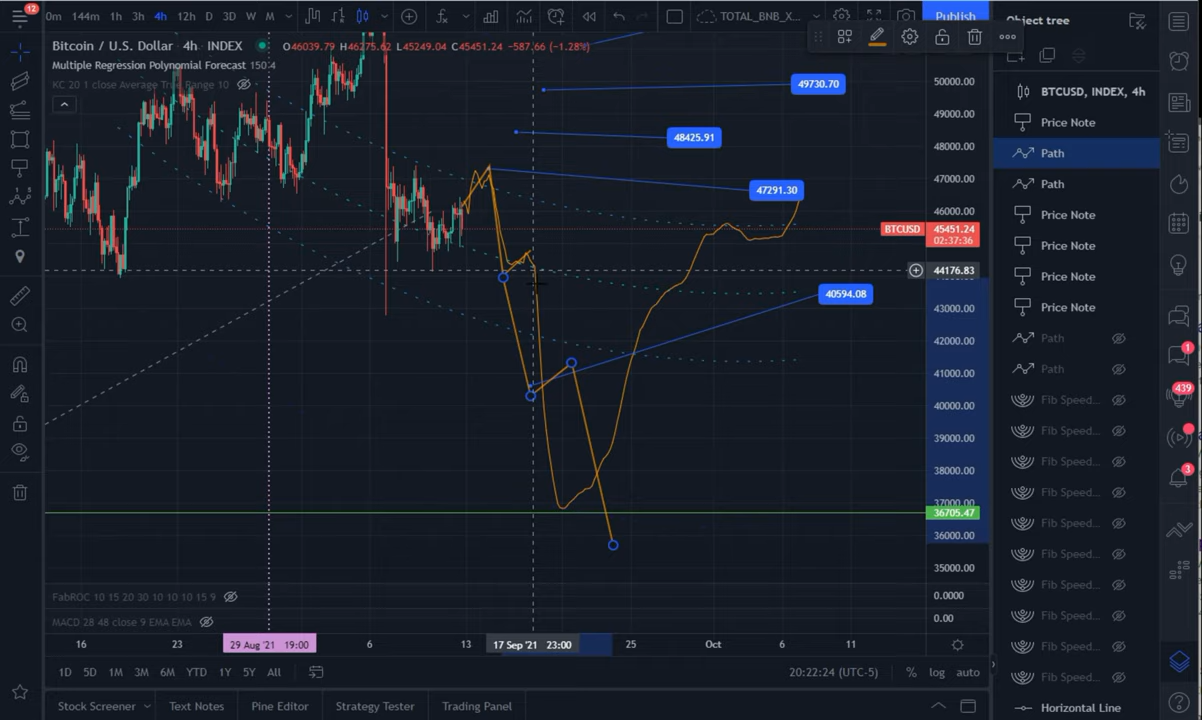 12
0m 144m 1h 3h 4h 12h D 3D W M
TOTAL_BNB_X...
Publish
Object tree
Bitcoin / U.S. Dollar 4h INDEX
O46039.79 H46275.62 L45249.04 C45451.24 −587.66 (−1.28%)
Multiple Regression Polynomial Forecast 150 4
KC 20 1 close Average True Range 10
50000.00
49000.00
48000.00
47000.00
46000.00
BTCUSD 45451.24
02:37:36
44176.83
43000.00
42000.00
41000.00
40000.00
39000.00
38000.00
37000.00
36705.47
36000.00
35000.00
49730.70
48425.91
47291.30
40594.08
FabROC 10 15 20 30 10 10 10 15 9
0.0000
MACD 28 48 close 9 EMA EMA
0.00
16 23 29 Aug '21 19:00 6 13 17 Sep '21 23:00 25 Oct 6 11
1D 5D 1M 3M 6M YTD 1Y 5Y All
20:22:24 (UTC-5) % log auto
Stock Screener Text Notes Pine Editor Strategy Tester Trading Panel
BTCUSD, INDEX, 4h
Price Note
Path
Path
Price Note
Price Note
Price Note
Price Note
Path
Path
Fib Speed...
Fib Speed...
Fib Speed...
Fib Speed...
Fib Speed...
Fib Speed...
Fib Speed...
Fib Speed...
Fib Speed...
Fib Speed...
Horizontal Line
1
439
3